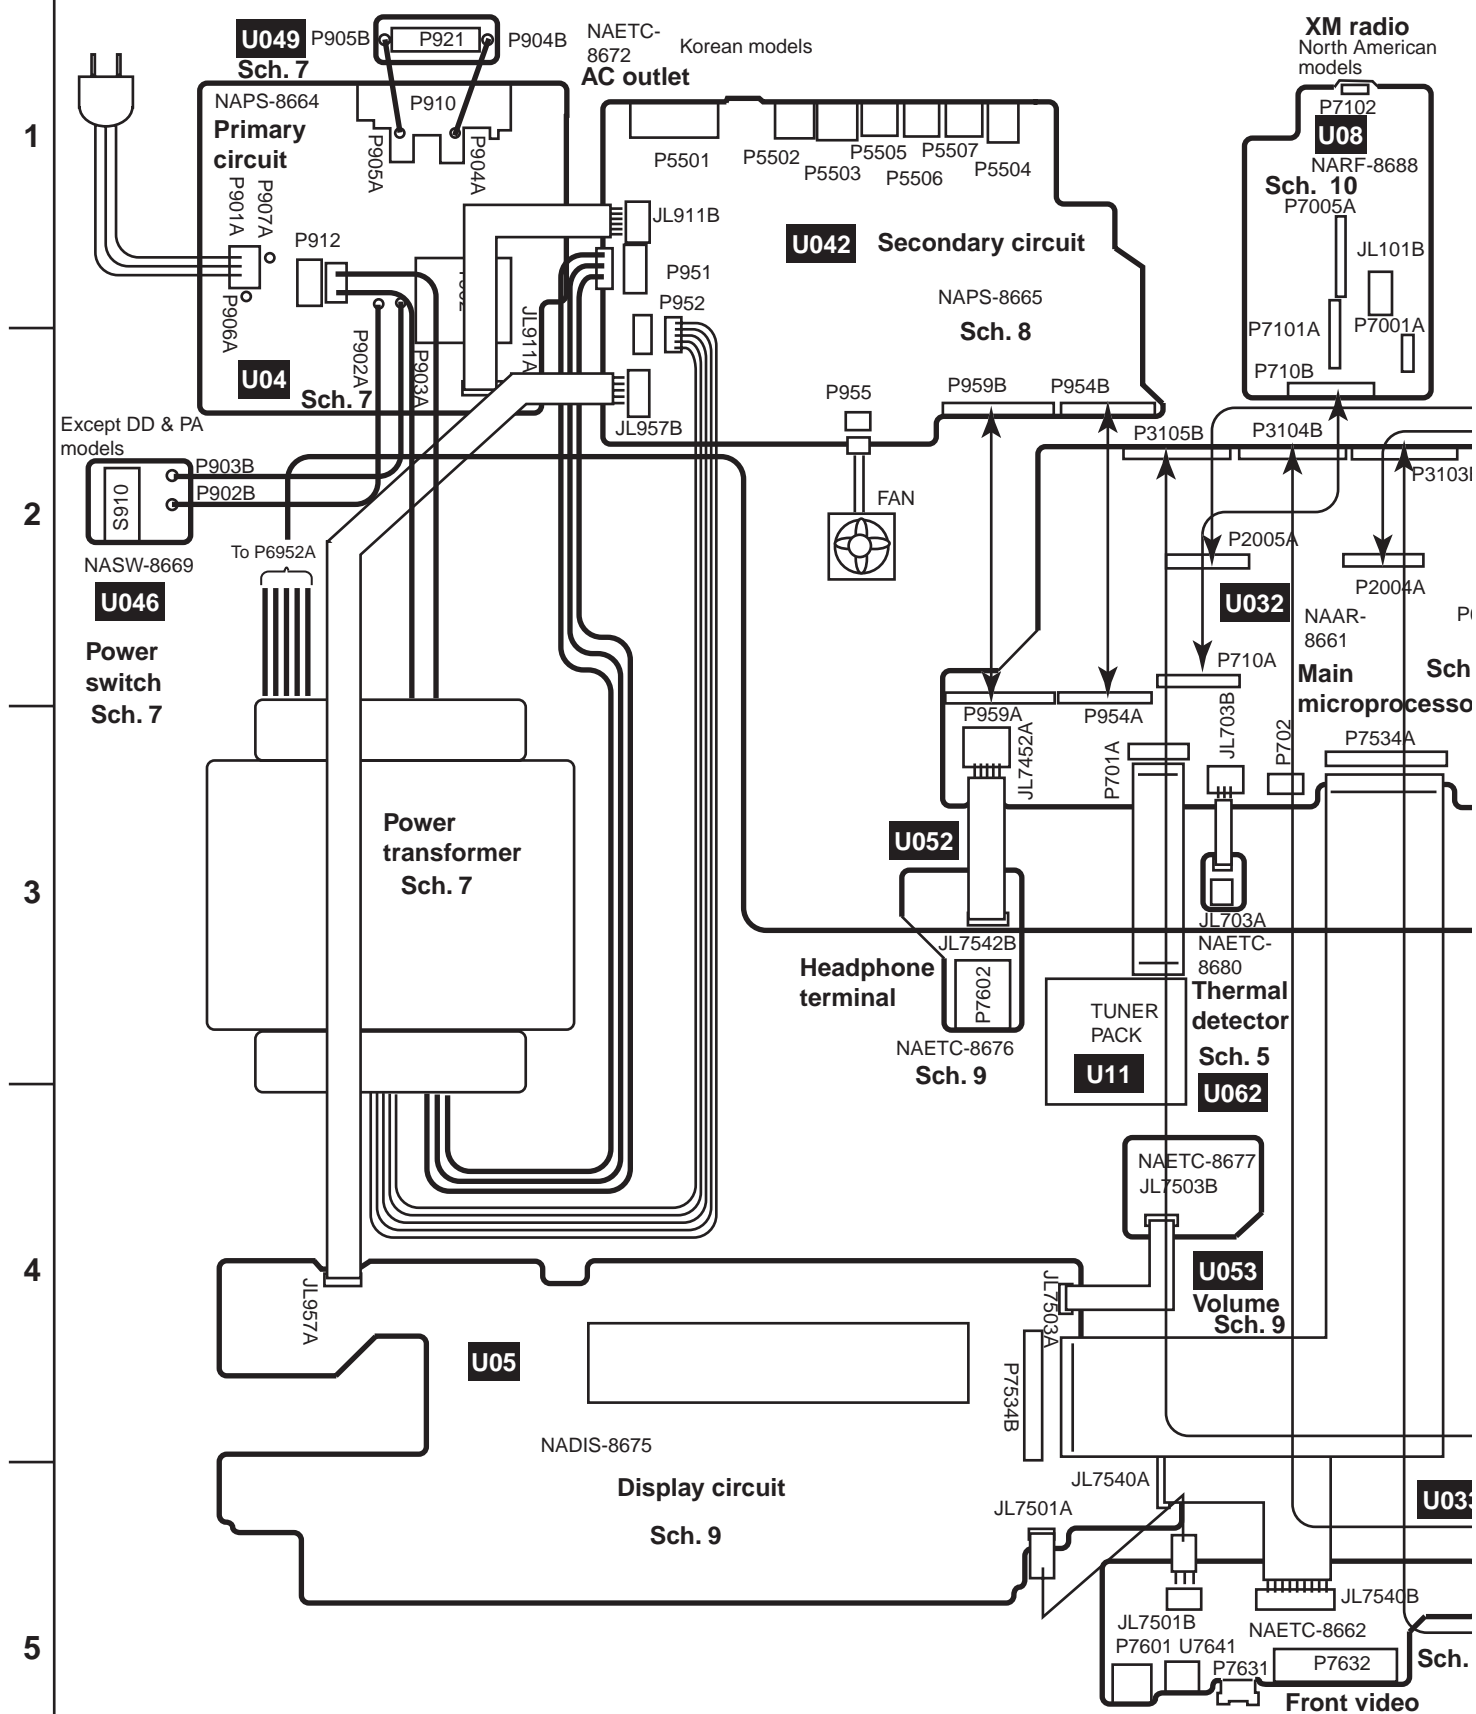 U049 P905B P921 P904B
Sch. 7
NAETC-
8672
Korean models
AC outlet
XM radio
North American
models
NAPS-8664
Primary
circuit
P910
P905A
P904A
P7102
U08
NARF-8688
Sch. 10
P7005A
JL101B
P7101A
P7001A
P710B
1
P5501
P5502
P5503
P5505
P5506
P5507
P5504
P901A
P907A
P912
P906A
JL911B
P951
P952
U042 Secondary circuit
NAPS-8665
Sch. 8
JL911A
P902A
P903A
U04
Sch. 7
JL957B
P955
P959B
P954B
P3105B
P3104B
Except DD & PA
models
P903B
P902B
S910
2
FAN
To P6952A
NASW-8669
U046
Power
switch
Sch. 7
P2005A
P2004A
U032
NAAR-
8661
P710A
Main
Sch
microprocesso
P959A
P954A
JL7452A
P701A
JL703B
P702
P7534A
Power
transformer
Sch. 7
3
U052
JL703A
NAETC-
8680
JL7542B
Headphone
terminal
P7602
Thermal
detector
NAETC-8676
Sch. 9
TUNER
PACK
U11
Sch. 5
U062
NAETC-8677
JL7503B
4
U053
Volume
Sch. 9
JL957A
JL7503A
U05
P7534B
NADIS-8675
Display circuit
Sch. 9
JL7540A
JL7501A
5
JL7540B
JL7501B
NAETC-8662
P7601 U7641
P7631
P7632
Sch.
Front video